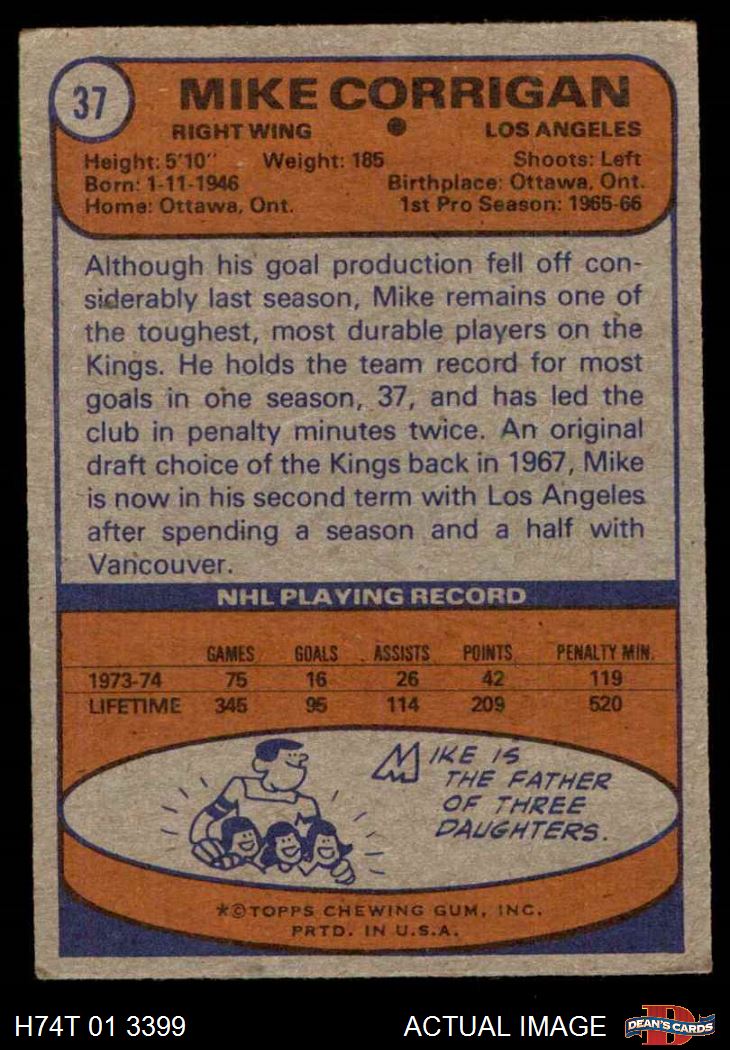 37
MIKE CORRIGAN
RIGHT WING • LOS ANGELES
Height: 5'10" Weight: 185 Shoots: Left
Born: 1-11-1946 Birthplace: Ottawa, Ont.
Home: Ottawa, Ont. 1st Pro Season: 1965-66
Although his goal production fell off con-
siderably last season, Mike remains one of
the toughest, most durable players on the
Kings. He holds the team record for most
goals in one season, 37, and has led the
club in penalty minutes twice. An original
draft choice of the Kings back in 1967, Mike
is now in his second term with Los Angeles
after spending a season and a half with
Vancouver.
NHL PLAYING RECORD
GAMES GOALS ASSISTS POINTS PENALTY MIN.
1973-74 75 16 26 42 119
LIFETIME 345 95 114 209 520
MIKE IS
THE FATHER
OF THREE
DAUGHTERS.
*©TOPPS CHEWING GUM, INC.
PRTD. IN U.S.A.
H74T 01 3399 ACTUAL IMAGE
DEAN'S CARDS